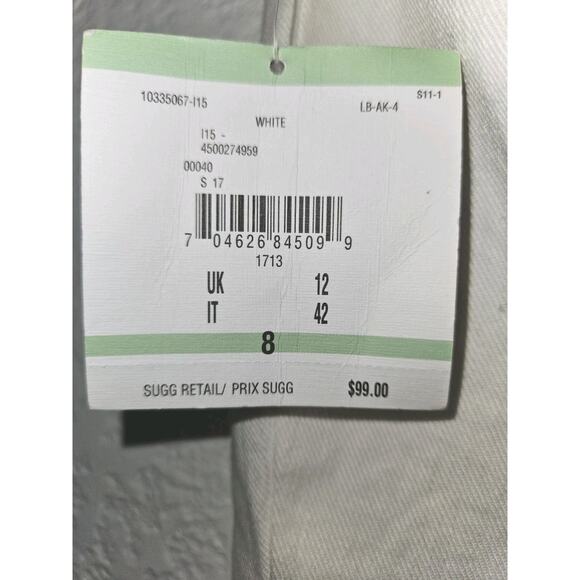 S11-1
10335067-I15 LB-AK-4
WHITE
I15 -
4500274959
00040
S 17
7 04626 84509 9
1713
UK 12
IT 42
8
SUGG RETAIL/ PRIX SUGG $99.00